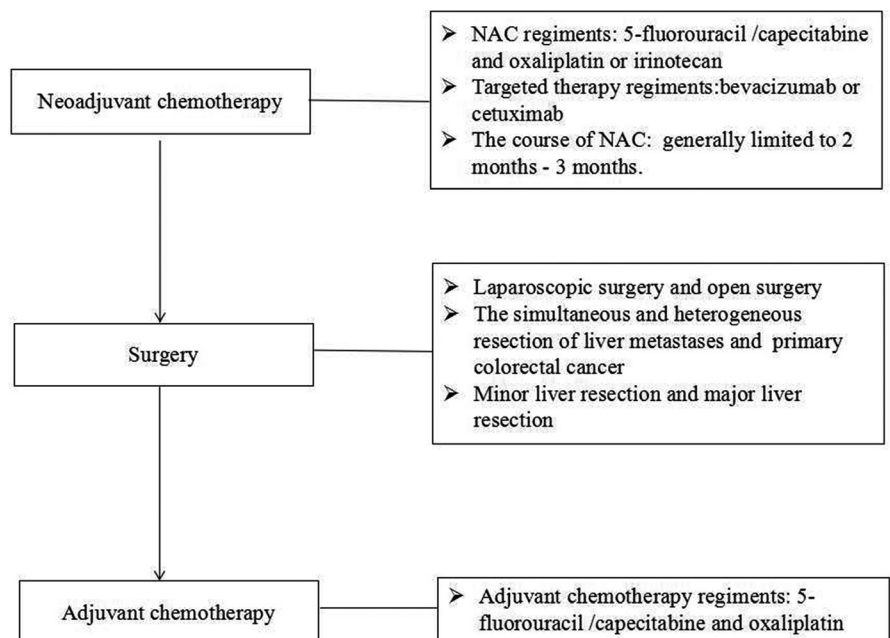 Neoadjuvant chemotherapy
➤ NAC regiments: 5-fluorouracil /capecitabine
and oxaliplatin or irinotecan
➤ Targeted therapy regiments:bevacizumab or
cetuximab
➤ The course of NAC: generally limited to 2
months - 3 months.
Surgery
➤ Laparoscopic surgery and open surgery
➤ The simultaneous and heterogeneous
resection of liver metastases and primary
colorectal cancer
➤ Minor liver resection and major liver
resection
Adjuvant chemotherapy
➤ Adjuvant chemotherapy regiments: 5-
fluorouracil /capecitabine and oxaliplatin